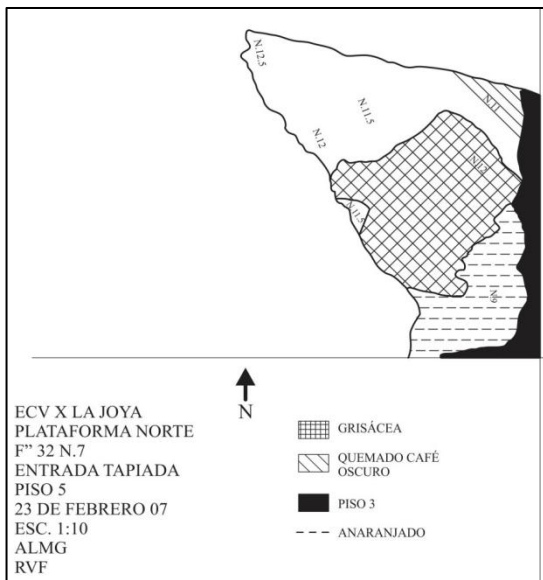 N.12.5
N.11.5
N.12
N.11
N.12
N.11.5
N.9
N
ECV X LA JOYA
PLATAFORMA NORTE
F” 32 N.7
ENTRADA TAPIADA
PISO 5
23 DE FEBRERO 07
ESC. 1:10
ALMG
RVF
GRISÁCEA
QUEMADO CAFÉ
OSCURO
PISO 3
ANARANJADO